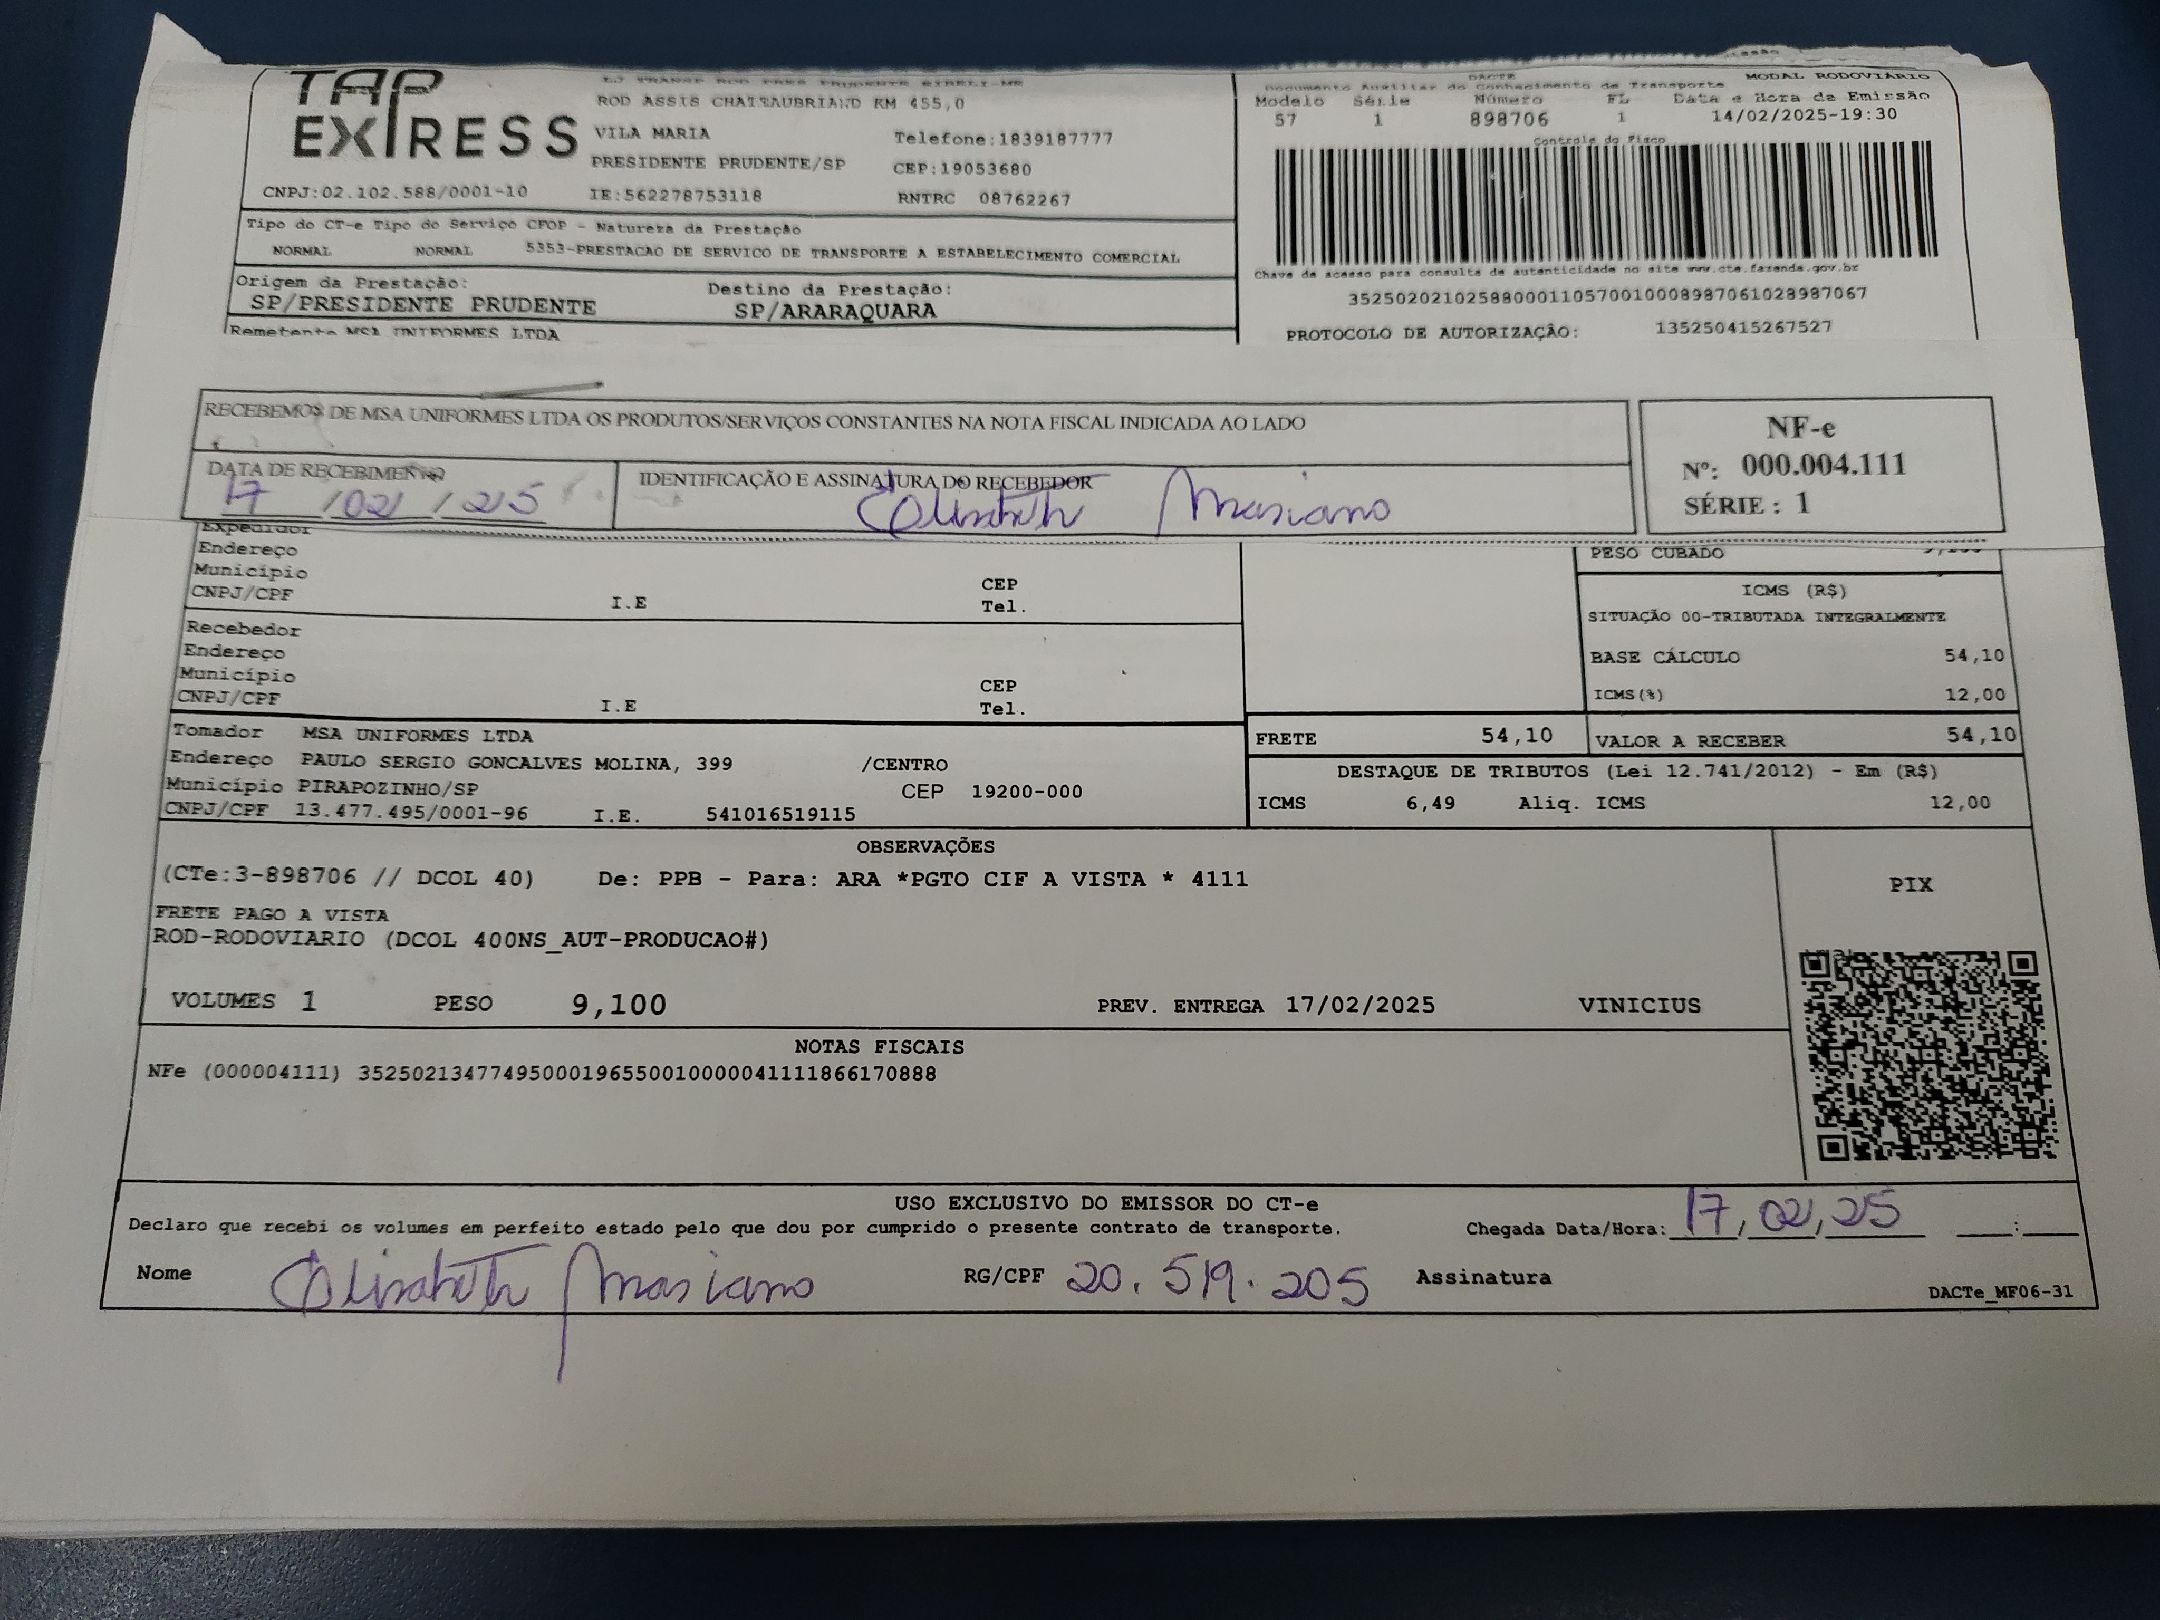 TAP
EXPRESS
ROD ASSIS CHATEAUBRIAND KM 455,0
VILA MARIA Telefone:1839187777
PRESIDENTE PRUDENTE/SP CEP:19053680
CNPJ:02.102.588/0001-10 IE:562278753118 RNTRC 08762267
DACTE MODAL RODOVIÁRIO
Documento Auxiliar do Conhecimento de Transporte
Modelo Série Número FL Data e Hora da Emissão
57 1 898706 1 14/02/2025-19:30
Controle do Fisco
Tipo do CT-e Tipo do Serviço CFOP - Natureza da Prestação
NORMAL NORMAL 5353-PRESTACAO DE SERVICO DE TRANSPORTE A ESTABELECIMENTO COMERCIAL
Chave de acesso para consulta de autenticidade no site www.cte.fazenda.gov.br
35250202102588000110570010008987061028987067
Origem da Prestação: Destino da Prestação:
SP/PRESIDENTE PRUDENTE SP/ARARAQUARA
PROTOCOLO DE AUTORIZAÇÃO: 135250415267527
Remetente MSA UNIFORMES LTDA
RECEBEMOS DE MSA UNIFORMES LTDA OS PRODUTOS/SERVIÇOS CONSTANTES NA NOTA FISCAL INDICADA AO LADO
NF-e
Nº: 000.004.111
SÉRIE : 1
DATA DE RECEBIMENTO IDENTIFICAÇÃO E ASSINATURA DO RECEBEDOR
17 /02 /25 Elisabeth Mariano
Expedidor
Endereço
Município CEP
CNPJ/CPF I.E Tel.
PESO CUBADO
ICMS (R$)
SITUAÇÃO 00-TRIBUTADA INTEGRALMENTE
BASE CÁLCULO 54,10
ICMS(%) 12,00
Recebedor
Endereço
Município CEP
CNPJ/CPF I.E Tel.
Tomador MSA UNIFORMES LTDA
Endereço PAULO SERGIO GONCALVES MOLINA, 399 /CENTRO
Município PIRAPOZINHO/SP CEP 19200-000
CNPJ/CPF 13.477.495/0001-96 I.E. 541016519115
FRETE 54,10 VALOR A RECEBER 54,10
DESTAQUE DE TRIBUTOS (Lei 12.741/2012) - Em (R$)
ICMS 6,49 Aliq. ICMS 12,00
OBSERVAÇÕES
(CTe:3-898706 // DCOL 40) De: PPB - Para: ARA *PGTO CIF A VISTA * 4111
FRETE PAGO A VISTA
ROD-RODOVIARIO (DCOL 400NS_AUT-PRODUCAO#)
VOLUMES 1 PESO 9,100 PREV. ENTREGA 17/02/2025 VINICIUS
PIX
NOTAS FISCAIS
NFe (000004111) 35250213477495000196550010000041111866170888
USO EXCLUSIVO DO EMISSOR DO CT-e
Declaro que recebi os volumes em perfeito estado pelo que dou por cumprido o presente contrato de transporte. Chegada Data/Hora: 17/02/25 :
Nome Elisabeth Mariano RG/CPF 20.519.205 Assinatura
DACTe_MF06-31